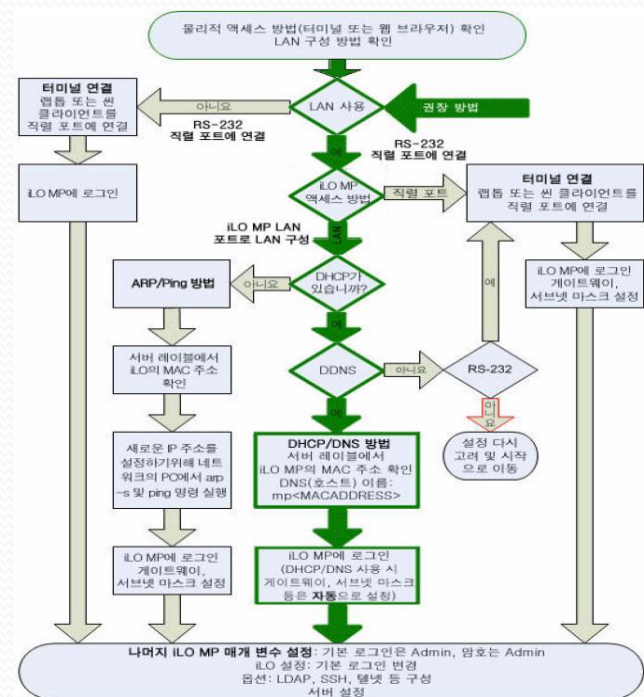 물리적 액세스 방법(터미널 또는 웹 브라우저) 확인
LAN 구성 방법 확인
터미널 연결
랩톱 또는 씬
클라이언트를
직렬 포트에 연결
아니요
RS-232
직렬 포트에 연결
LAN 사용
권장 방법
예
RS-232
직렬 포트에 연결
iLO MP에 로그인
iLO MP
액세스 방법
직렬 포트
터미널 연결
랩톱 또는 씬 클라이언트를
직렬 포트에 연결
iLO MP LAN
포트로 LAN 구성
LAN
ARP/Ping 방법
아니요
DHCP가
있습니까?
예
예
iLO MP에 로그인
게이트웨이,
서브넷 마스크 설정
서버 레이블에서
iLO의 MAC 주소
확인
DDNS
아니요
RS-232
예
아니요
새로운 IP 주소를
설정하기위해 네트
워크의 PC에서 arp
-s 및 ping 명령 실행
DHCP/DNS 방법
서버 레이블에서
iLO MP의 MAC 주소 확인
DNS(호스트) 이름:
mp<MACADDRESS>
설정 다시
고려 및 시작
으로 이동
iLO MP에 로그인
게이트웨이,
서브넷 마스크 설정
iLO MP에 로그인
(DHCP/DNS 사용 시
게이트웨이, 서브넷 마스크
등은 자동으로 설정)
나머지 iLO MP 매개 변수 설정: 기본 로그인은 Admin, 암호는 Admin
iLO 설정: 기본 로그인 변경
옵션: LDAP, SSH, 텔넷 등 구성
서버 설정